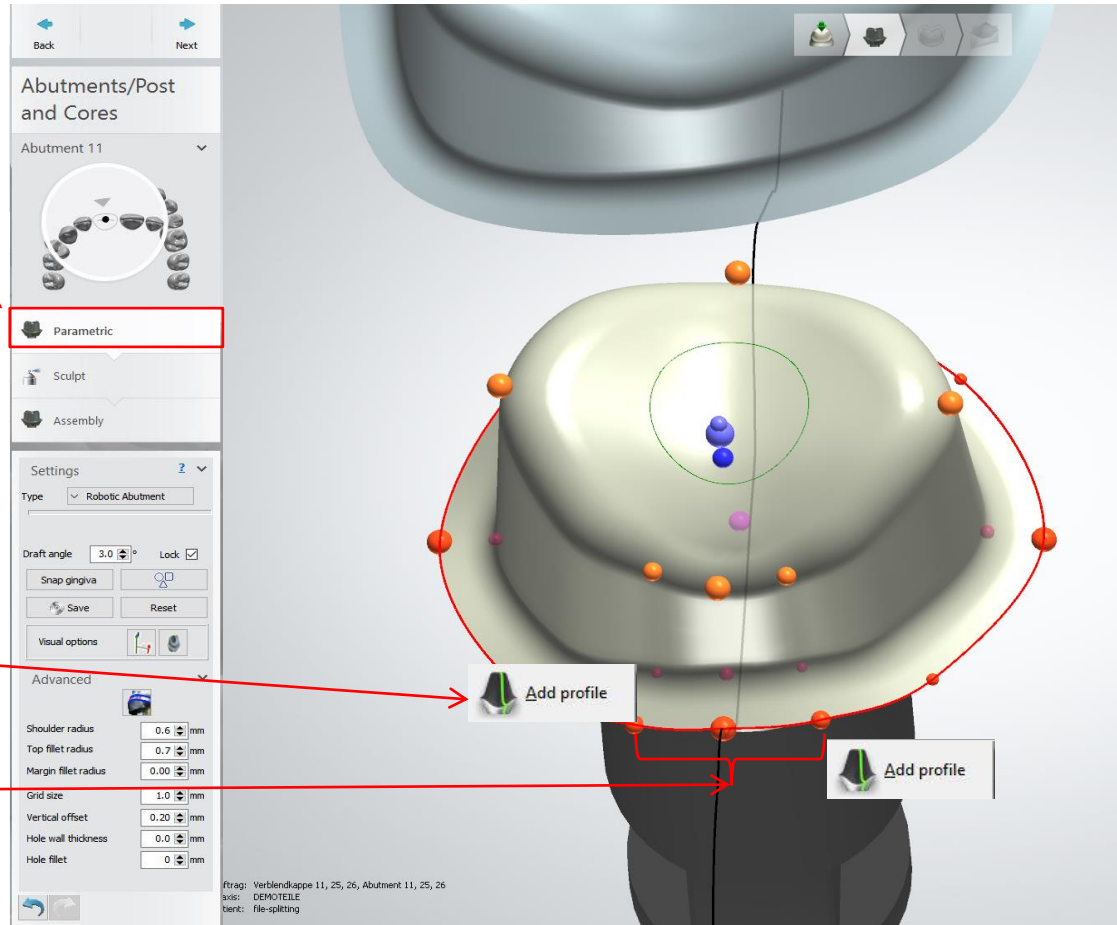 Back
Next
Abutments/Post
and Cores
Abutment 11
Parametric
Sculpt
Assembly
Settings ?
Type Robotic Abutment
Draft angle 3.0 ° Lock
Snap gingiva
Save Reset
Visual options
Advanced
Shoulder radius 0.6 mm
Top fillet radius 0.7 mm
Margin fillet radius 0.00 mm
Grid size 1.0 mm
Vertical offset 0.20 mm
Hole wall thickness 0.0 mm
Hole fillet 0 mm
Add profile
Add profile
ftrag: Verblendkappe 11, 25, 26, Abutment 11, 25, 26
axis: DEMOTEILE
tient: file-splitting